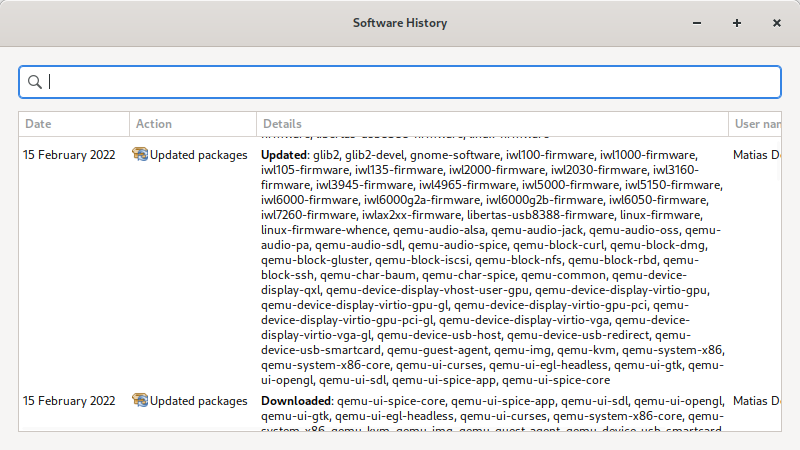 Software History
Date Action Details User nam
firmware, libertas-usb8388-firmware, linux-firmware
15 February 2022 Updated packages Updated: glib2, glib2-devel, gnome-software, iwl100-firmware, iwl1000-firmware, Matias De
iwl105-firmware, iwl135-firmware, iwl2000-firmware, iwl2030-firmware, iwl3160-
firmware, iwl3945-firmware, iwl4965-firmware, iwl5000-firmware, iwl5150-firmware,
iwl6000-firmware, iwl6000g2a-firmware, iwl6000g2b-firmware, iwl6050-firmware,
iwl7260-firmware, iwlax2xx-firmware, libertas-usb8388-firmware, linux-firmware,
linux-firmware-whence, qemu-audio-alsa, qemu-audio-jack, qemu-audio-oss, qemu-
audio-pa, qemu-audio-sdl, qemu-audio-spice, qemu-block-curl, qemu-block-dmg,
qemu-block-gluster, qemu-block-iscsi, qemu-block-nfs, qemu-block-rbd, qemu-
block-ssh, qemu-char-baum, qemu-char-spice, qemu-common, qemu-device-
display-qxl, qemu-device-display-vhost-user-gpu, qemu-device-display-virtio-gpu,
qemu-device-display-virtio-gpu-gl, qemu-device-display-virtio-gpu-pci, qemu-
device-display-virtio-gpu-pci-gl, qemu-device-display-virtio-vga, qemu-device-
display-virtio-vga-gl, qemu-device-usb-host, qemu-device-usb-redirect, qemu-
device-usb-smartcard, qemu-guest-agent, qemu-img, qemu-kvm, qemu-system-x86,
qemu-system-x86-core, qemu-ui-curses, qemu-ui-egl-headless, qemu-ui-gtk, qemu-
ui-opengl, qemu-ui-sdl, qemu-ui-spice-app, qemu-ui-spice-core
15 February 2022 Updated packages Downloaded: qemu-ui-spice-core, qemu-ui-spice-app, qemu-ui-sdl, qemu-ui-opengl, Matias De
qemu-ui-gtk, qemu-ui-egl-headless, qemu-ui-curses, qemu-system-x86-core, qemu-
system-x86, qemu-kvm, qemu-img, qemu-guest-agent, qemu-device-usb-smartcard,